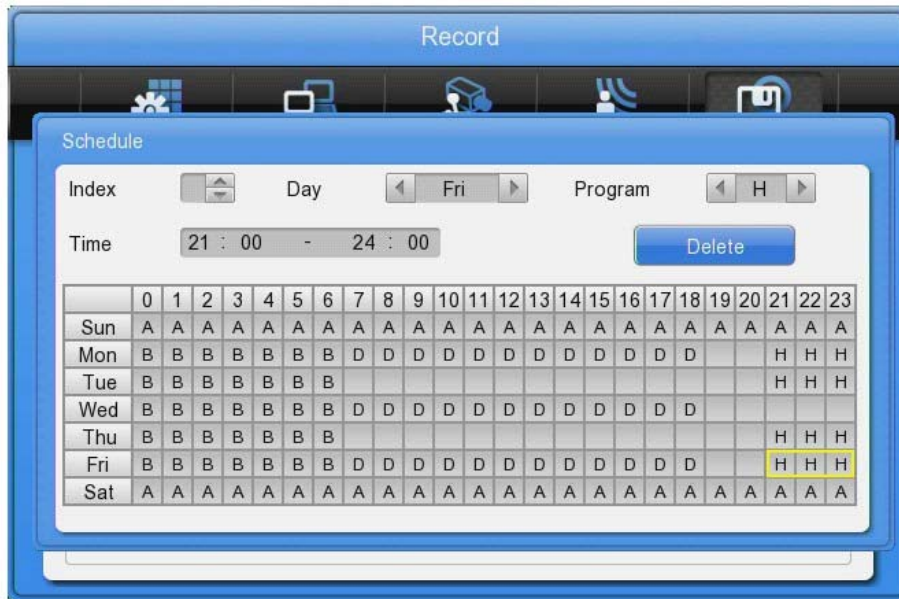 Record
Schedule
Index Day Fri Program H
Time 21 : 00 - 24 : 00 Delete
0 1 2 3 4 5 6 7 8 9 10 11 12 13 14 15 16 17 18 19 20 21 22 23
Sun A A A A A A A A A A A A A A A A A A A A A A A A
Mon B B B B B B B D D D D D D D D D D D D H H H
Tue B B B B B B B H H H
Wed B B B B B B B D D D D D D D D D D D D
Thu B B B B B B B H H H
Fri B B B B B B B D D D D D D D D D D D D H H H
Sat A A A A A A A A A A A A A A A A A A A A A A A A